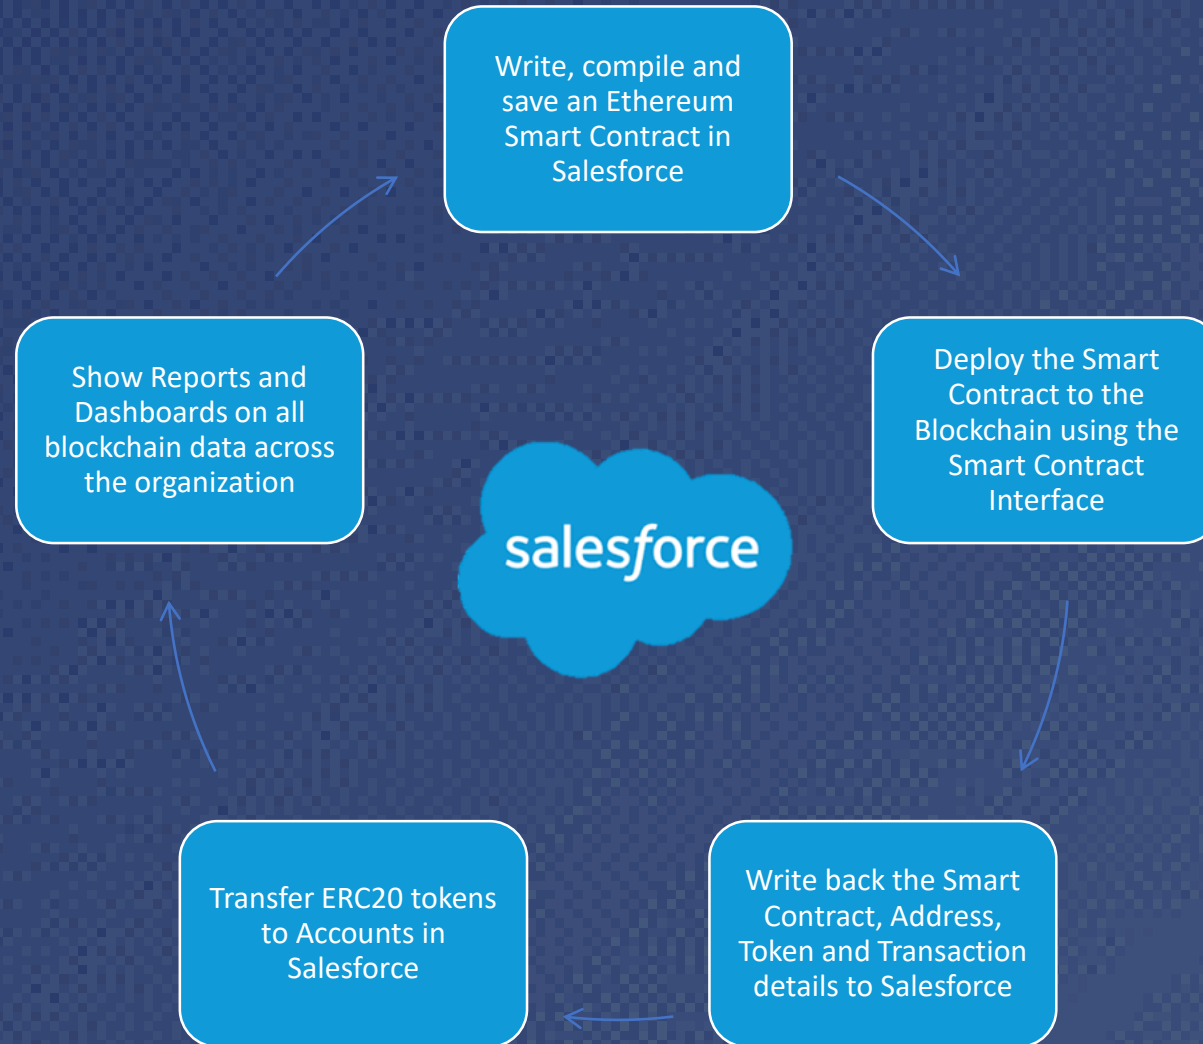 Write, compile and
save an Ethereum
Smart Contract in
Salesforce
Deploy the Smart
Contract to the
Blockchain using the
Smart Contract
Interface
Write back the Smart
Contract, Address,
Token and Transaction
details to Salesforce
Transfer ERC20 tokens
to Accounts in
Salesforce
Show Reports and
Dashboards on all
blockchain data across
the organization
salesforce